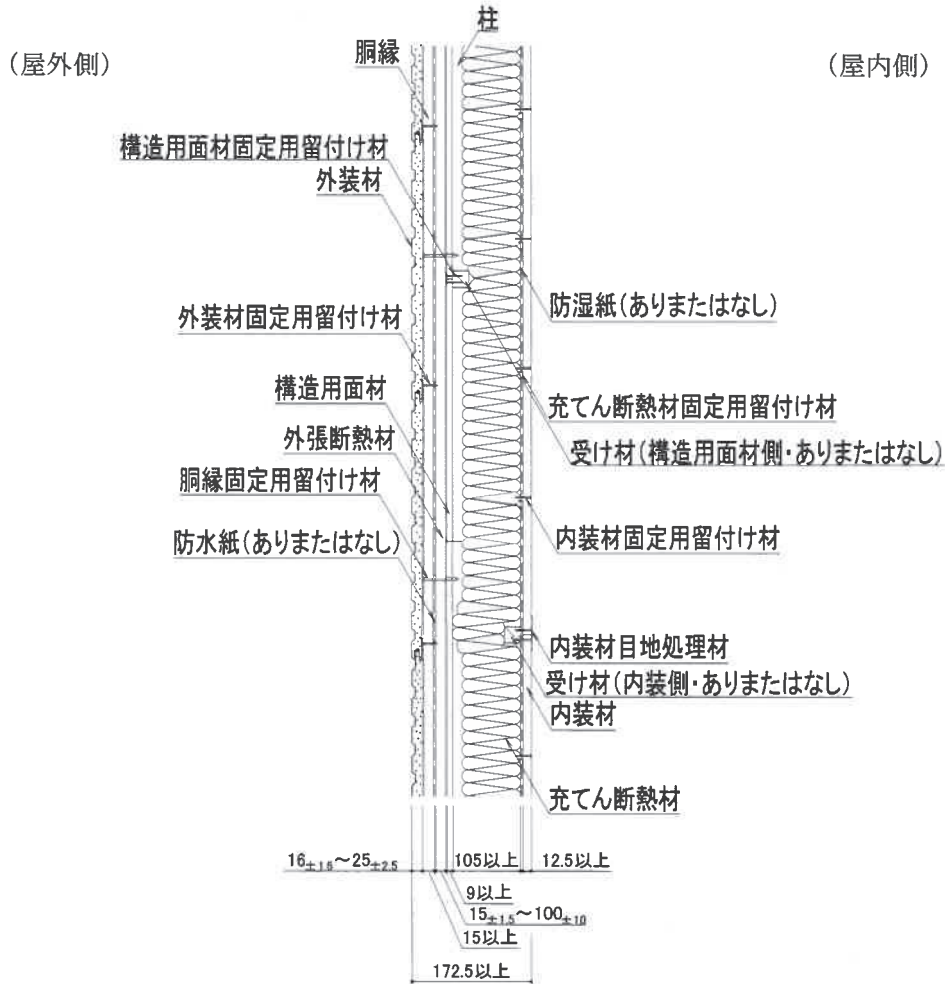 柱
(屋外側)
胴縁
(屋内側)
構造用面材固定用留付け材
外装材
防湿紙(ありまたはなし)
外装材固定用留付け材
構造用面材
充てん断熱材固定用留付け材
外張断熱材
受け材(構造用面材側・ありまたはなし)
胴縁固定用留付け材
防水紙(ありまたはなし)
内装材固定用留付け材
内装材目地処理材
受け材(内装側・ありまたはなし)
内装材
充てん断熱材
16±1.6～25±2.5 105以上 12.5以上
9以上
15±1.5～100±10
15以上
172.5以上